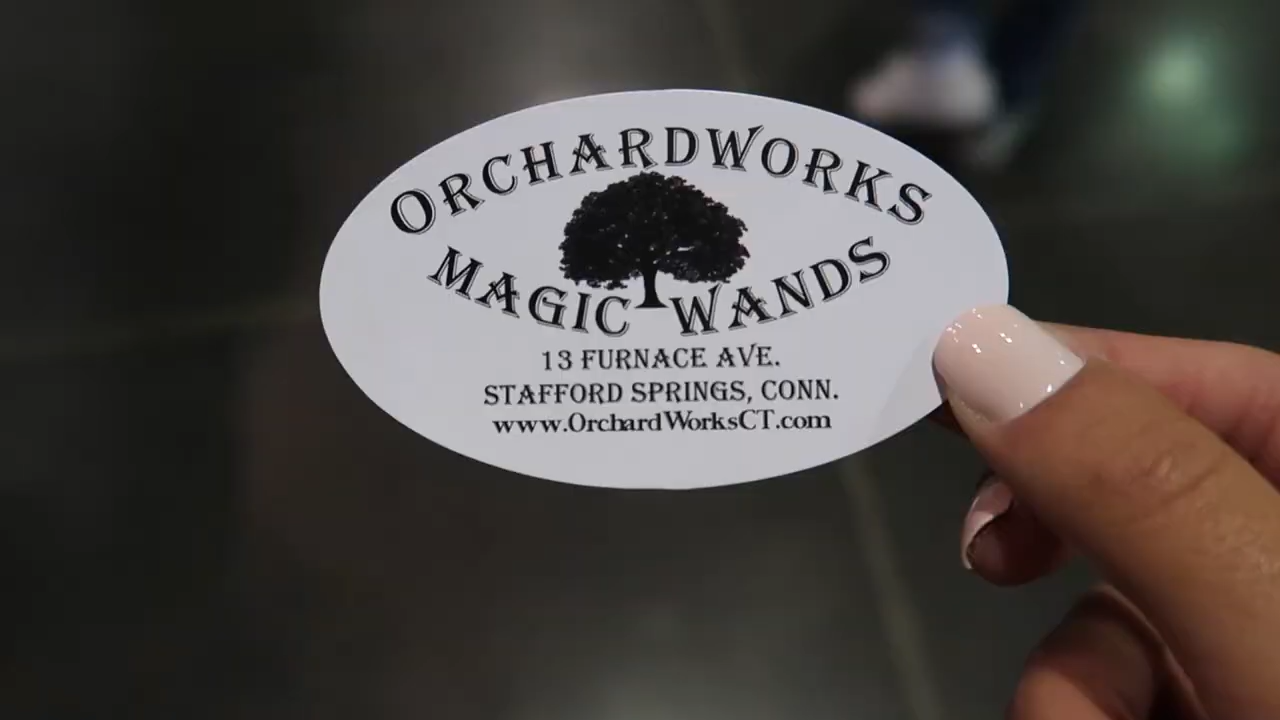 ORCHARDWORKS
MAGIC WANDS
13 FURNACE AVE.
STAFFORD SPRINGS, CONN.
www.OrchardWorksCT.com